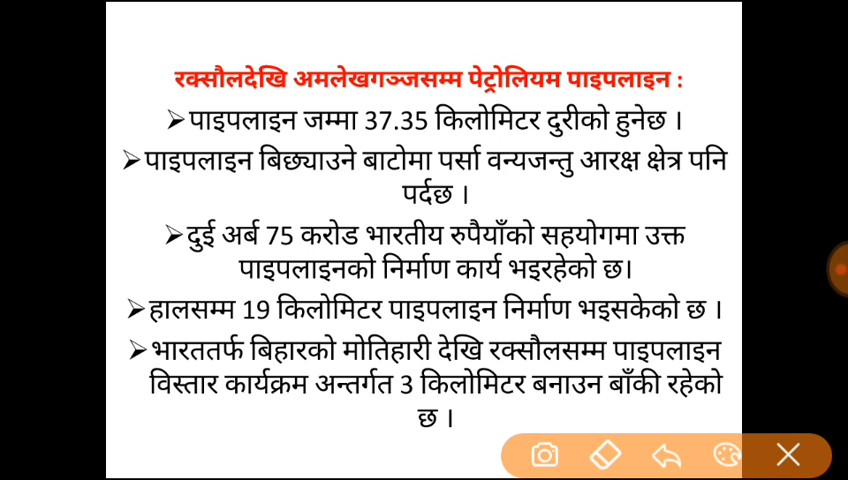 रक्सौलदेखि अमलेखगञ्जसम्म पेट्रोलियम पाइपलाइन :
➢पाइपलाइन जम्मा 37.35 किलोमिटर दुरीको हुनेछ ।
➢पाइपलाइन बिछ्याउने बाटोमा पर्सा वन्यजन्तु आरक्ष क्षेत्र पनि
पर्दछ ।
➢दुई अर्ब 75 करोड भारतीय रुपैयाँको सहयोगमा उक्त
पाइपलाइनको निर्माण कार्य भइरहेको छ।
➢हालसम्म 19 किलोमिटर पाइपलाइन निर्माण भइसकेको छ ।
➢भारततर्फ बिहारको मोतिहारी देखि रक्सौलसम्म पाइपलाइन
विस्तार कार्यक्रम अन्तर्गत 3 किलोमिटर बनाउन बाँकी रहेको
छ ।